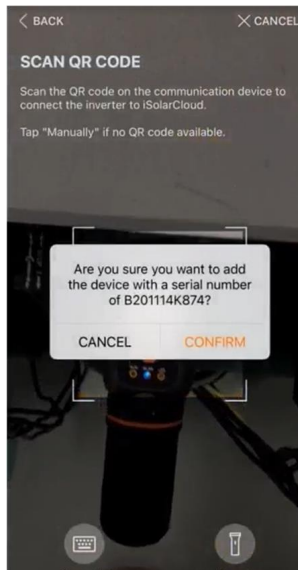 BACK
CANCEL
SCAN QR CODE
Scan the QR code on the communication device to
connect the inverter to iSolarCloud.
Tap "Manually" if no QR code available.
Are you sure you want to add
the device with a serial number
of B201114K874?
CANCEL
CONFIRM